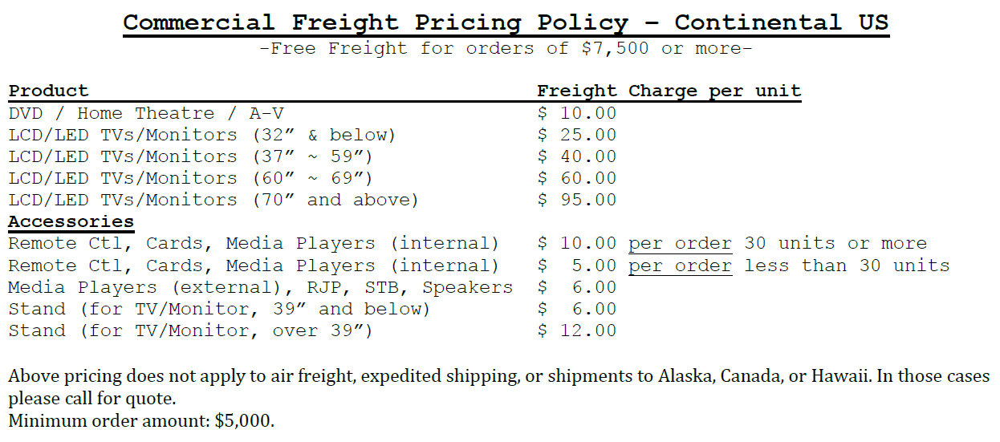 Commercial Freight Pricing Policy – Continental US
-Free Freight for orders of $7,500 or more-
Product Freight Charge per unit
DVD / Home Theatre / A-V $ 10.00
LCD/LED TVs/Monitors (32” & below) $ 25.00
LCD/LED TVs/Monitors (37” ~ 59”) $ 40.00
LCD/LED TVs/Monitors (60” ~ 69”) $ 60.00
LCD/LED TVs/Monitors (70” and above) $ 95.00
Accessories
Remote Ctl, Cards, Media Players (internal) $ 10.00 per order 30 units or more
Remote Ctl, Cards, Media Players (internal) $ 5.00 per order less than 30 units
Media Players (external), RJP, STB, Speakers $ 6.00
Stand (for TV/Monitor, 39” and below) $ 6.00
Stand (for TV/Monitor, over 39”) $ 12.00
Above pricing does not apply to air freight, expedited shipping, or shipments to Alaska, Canada, or Hawaii. In those cases
please call for quote.
Minimum order amount: $5,000.